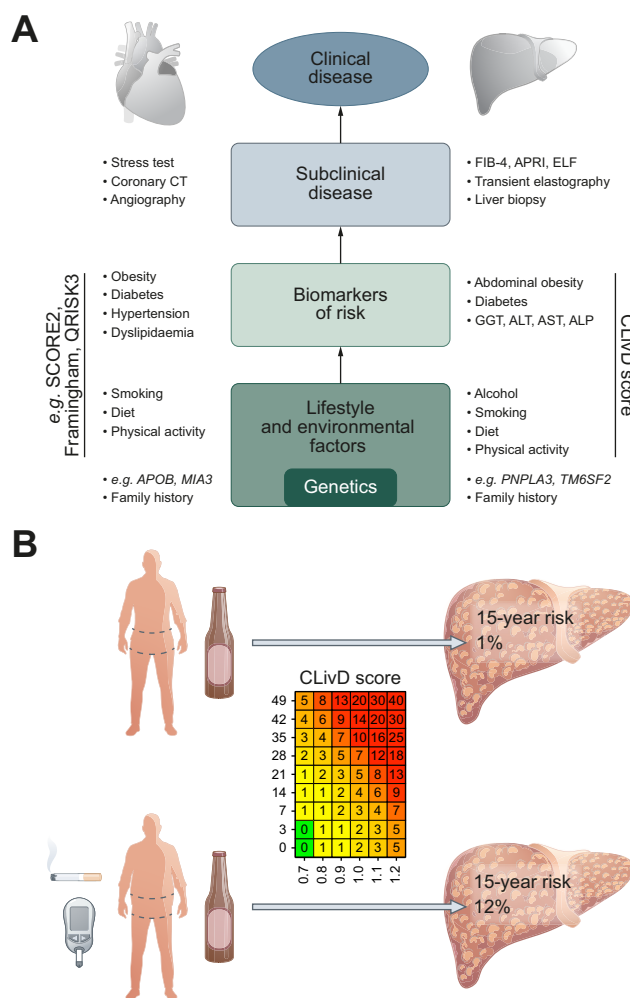 A
Clinical
disease
• Stress test
• Coronary CT
• Angiography
Subclinical
disease
• FIB-4, APRI, ELF
• Transient elastography
• Liver biopsy
e.g. SCORE2,
Framingham, QRISK3
• Obesity
• Diabetes
• Hypertension
• Dyslipidaemia
Biomarkers
of risk
• Abdominal obesity
• Diabetes
• GGT, ALT, AST, ALP
CLivD score
• Smoking
• Diet
• Physical activity
Lifestyle
and environmental
factors
• Alcohol
• Smoking
• Diet
• Physical activity
• e.g. APOB, MIA3
• Family history
Genetics
• e.g. PNPLA3, TM6SF2
• Family history
B
15-year risk
1%
CLivD score
49 5 8 13 20 30 40
42 4 6 9 14 20 30
35 3 4 7 10 16 25
28 2 3 5 7 12 18
21 1 2 3 5 8 13
14 1 1 2 4 6 9
7 1 1 2 3 4 7
3 0 1 1 2 3 5
0 0 1 1 2 3 5
0.7 0.8 0.9 1.0 1.1 1.2
15-year risk
12%